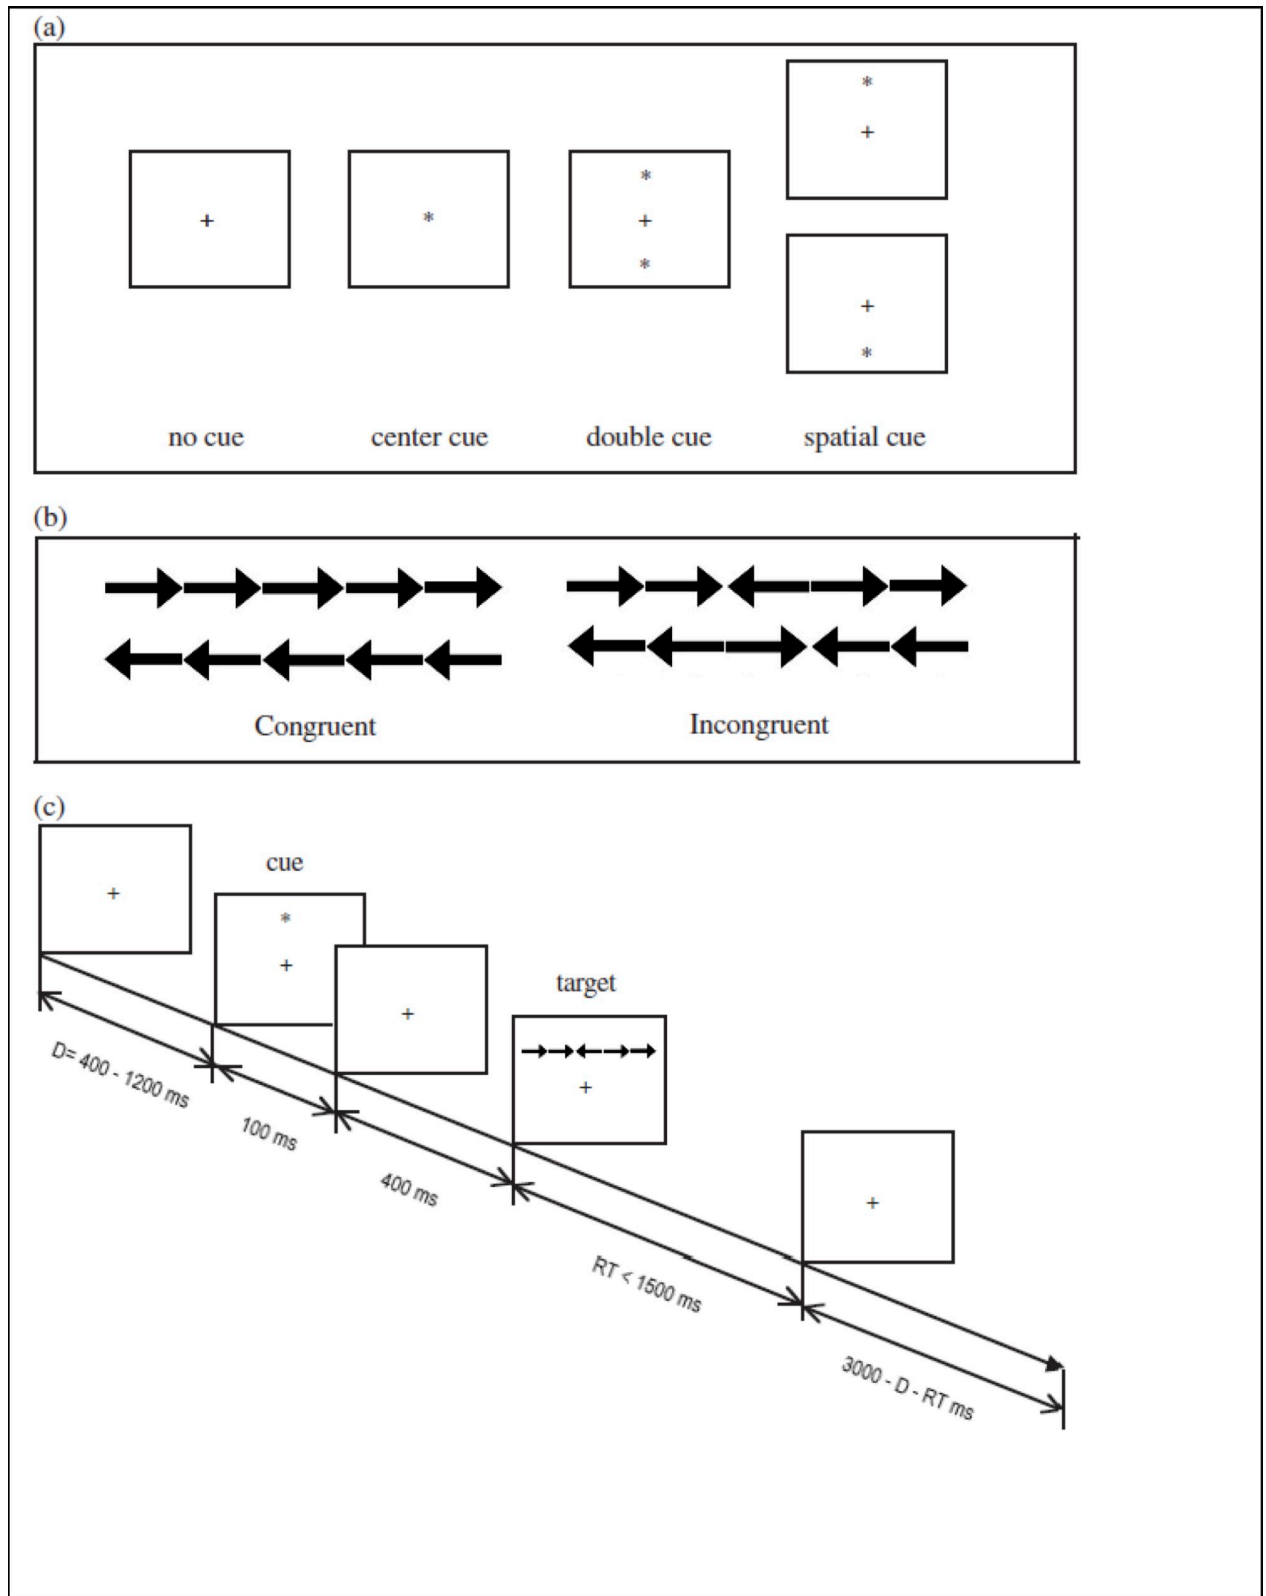 (a)
*
+
+
*
*
+
*
+
*
no cue
center cue
double cue
spatial cue
(b)
Congruent
Incongruent
(c)
+
cue
*
+
+
target
+
+
D= 400 - 1200 ms
100 ms
400 ms
RT < 1500 ms
3000 - D - RT ms